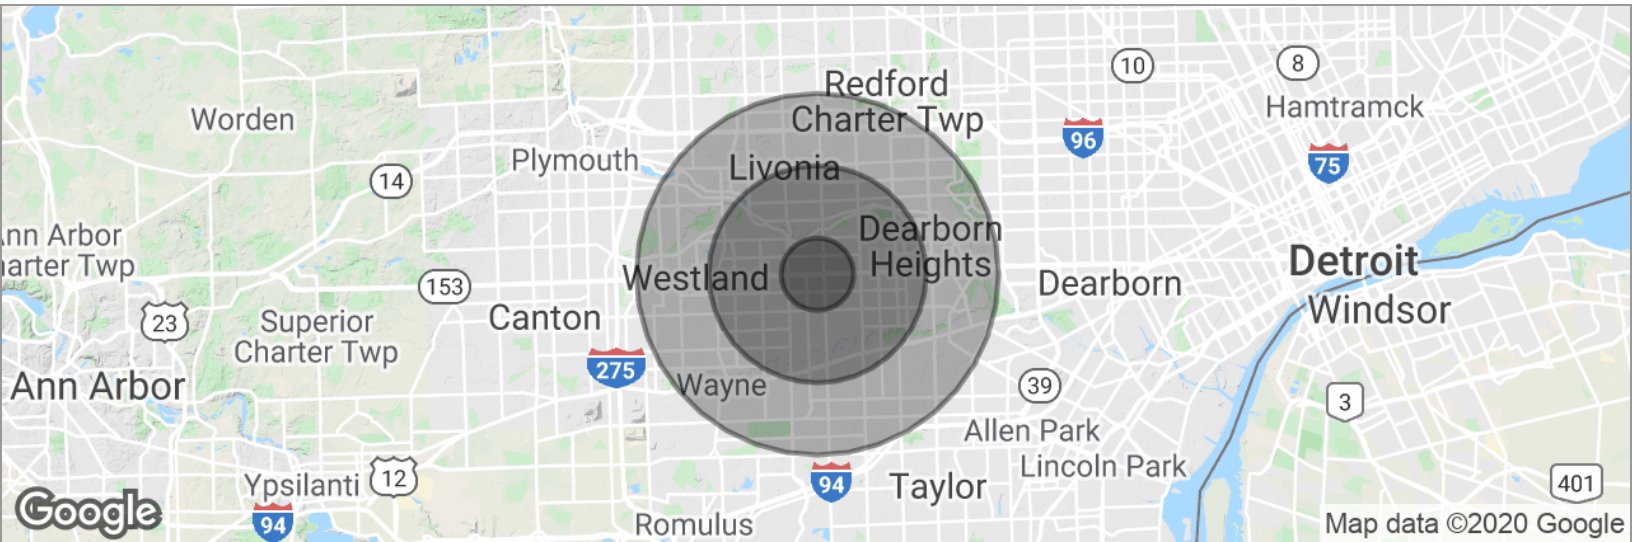 Redford
Charter Twp
10
8
Hamtramck
Worden
96
75
Plymouth
Livonia
14
Ann Arbor
arter Twp
Dearborn
Heights
Detroit
Westland
153
Dearborn
Windsor
23
Superior
Charter Twp
Canton
275
Ann Arbor
Wayne
39
3
Allen Park
Lincoln Park
Ypsilanti
12
94
Taylor
401
Google
94
Romulus
Map data ©2020 Google